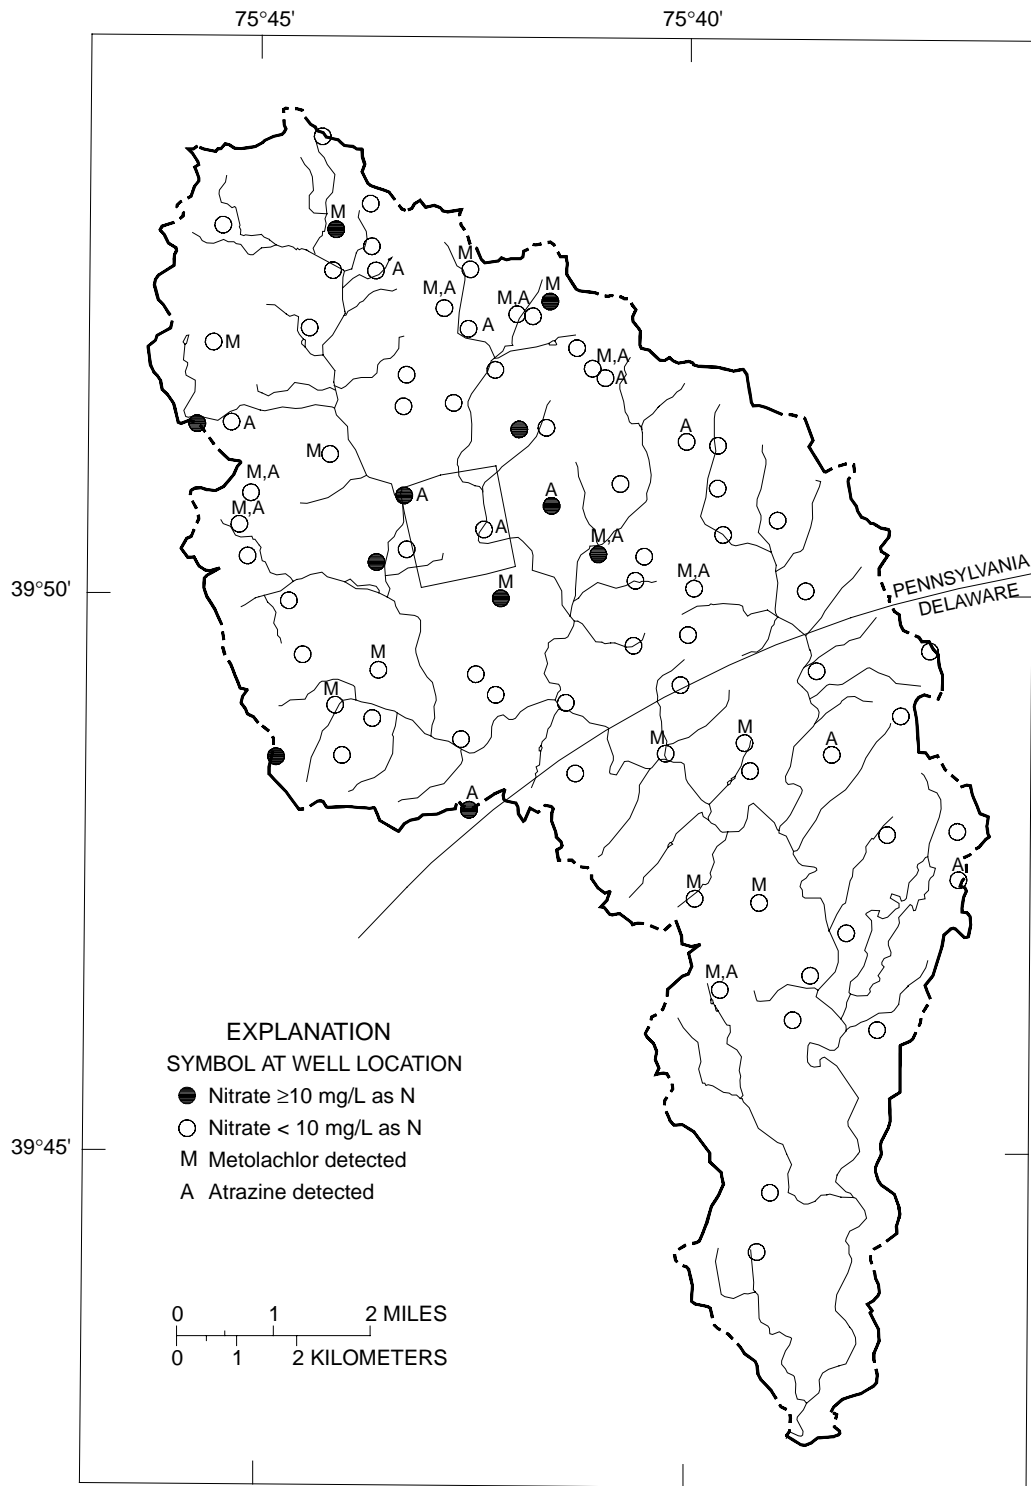 75°45'
75°40'
M
M
A
M,A
M,A
M
A
M
M,A
A
A
A
M
M,A
A
A
M,A
A
M,A
M
M,A
39°50'
PENNSYLVANIA
DELAWARE
M
M
M
M
A
A
A
M
M
M,A
EXPLANATION
SYMBOL AT WELL LOCATION
Nitrate ≥10 mg/L as N
Nitrate < 10 mg/L as N
M Metolachlor detected
A Atrazine detected
39°45'
0 1 2 MILES
0 1 2 KILOMETERS